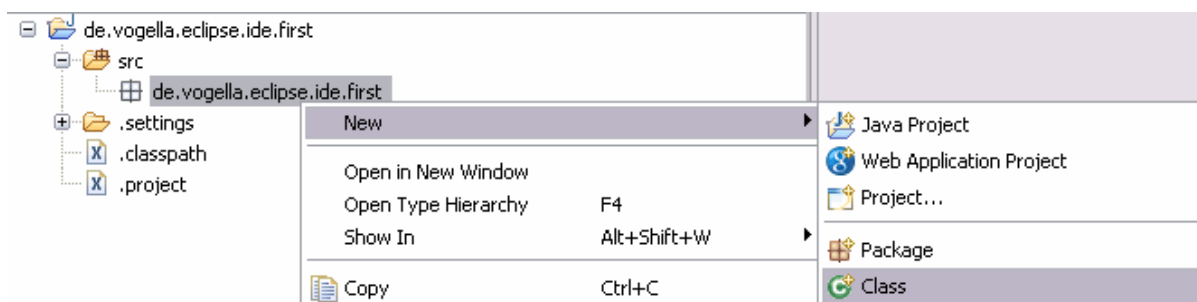 de.vogella.eclipse.ide.first
src
de.vogella.eclipse.ide.first
.settings
.classpath
.project
New
Open in New Window
Open Type Hierarchy F4
Show In Alt+Shift+W
Copy Ctrl+C
Java Project
Web Application Project
Project...
Package
Class